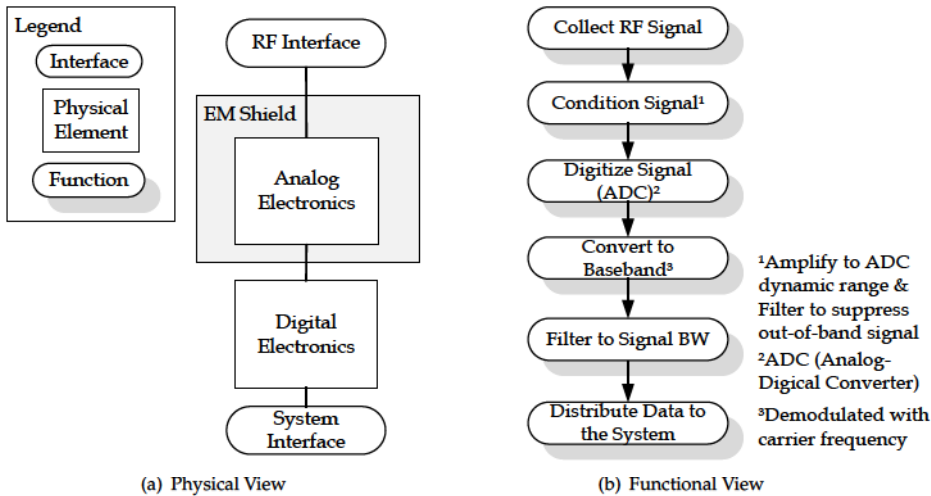 Legend
Interface
Physical
Element
Function
RF Interface
EM Shield
Analog
Electronics
Digital
Electronics
System
Interface
(a) Physical View
Collect RF Signal
Condition Signal¹
Digitize Signal
(ADC)²
Convert to
Baseband³
Filter to Signal BW
Distribute Data to
the System
¹Amplify to ADC
dynamic range &
Filter to suppress
out-of-band signal
²ADC (Analog-
Digical Converter)
³Demodulated with
carrier frequency
(b) Functional View